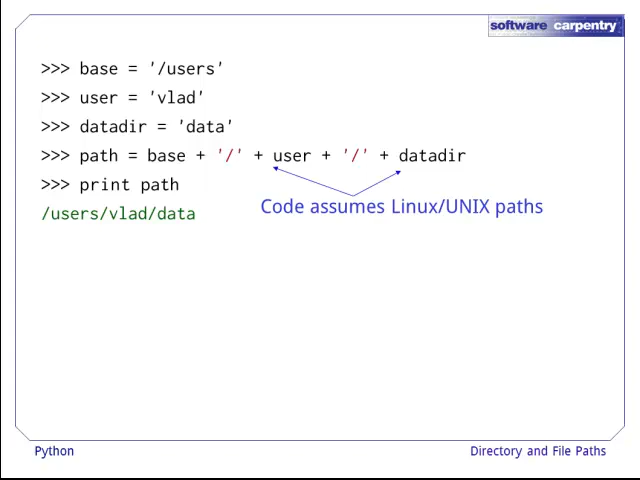 software carpentry
>>> base = '/users'
>>> user = 'vlad'
>>> datadir = 'data'
>>> path = base + '/' + user + '/' + datadir
>>> print path
/users/vlad/data
Code assumes Linux/UNIX paths
Python
Directory and File Paths